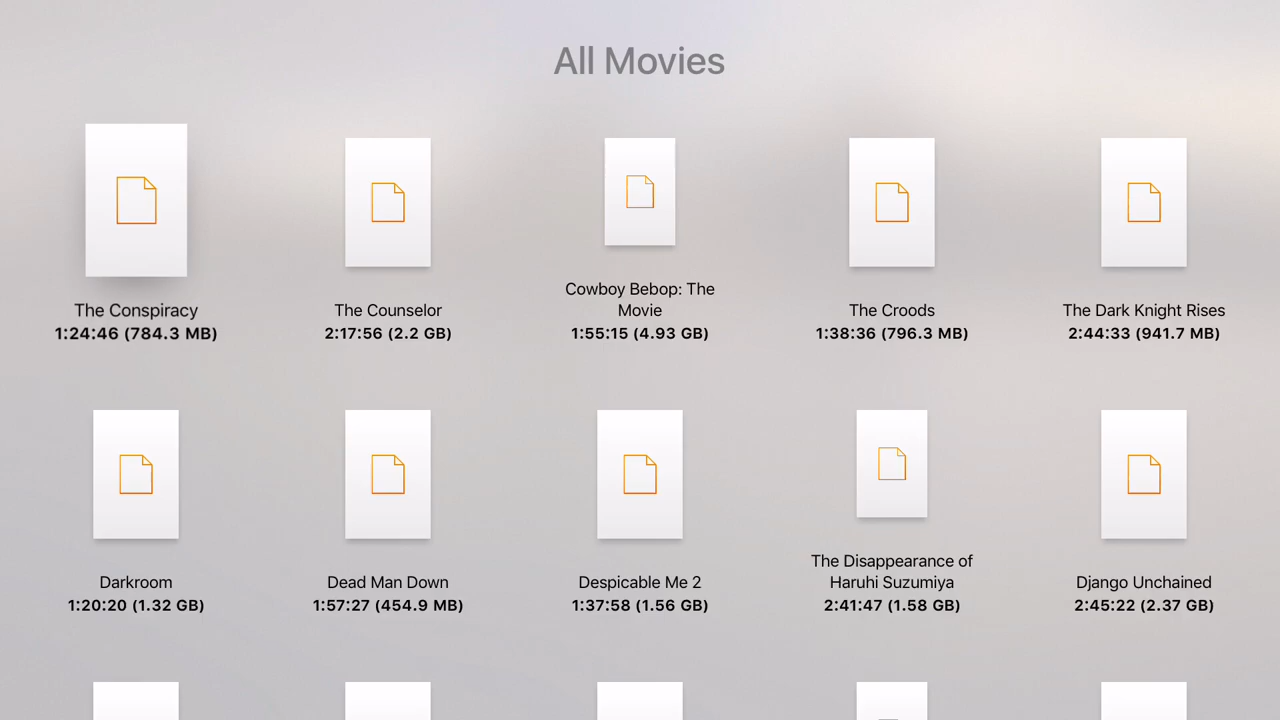 All Movies
The Conspiracy
1:24:46 (784.3 MB)
The Counselor
2:17:56 (2.2 GB)
Cowboy Bebop: The
Movie
1:55:15 (4.93 GB)
The Croods
1:38:36 (796.3 MB)
The Dark Knight Rises
2:44:33 (941.7 MB)
Darkroom
1:20:20 (1.32 GB)
Dead Man Down
1:57:27 (454.9 MB)
Despicable Me 2
1:37:58 (1.56 GB)
The Disappearance of
Haruhi Suzumiya
2:41:47 (1.58 GB)
Django Unchained
2:45:22 (2.37 GB)